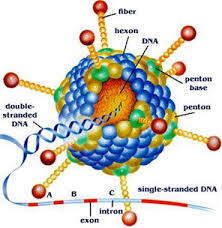 fiber
hexon
DNA
penton
base
penton
double-
stranded
DNA
A
B
C
single-stranded DNA
exon
intron